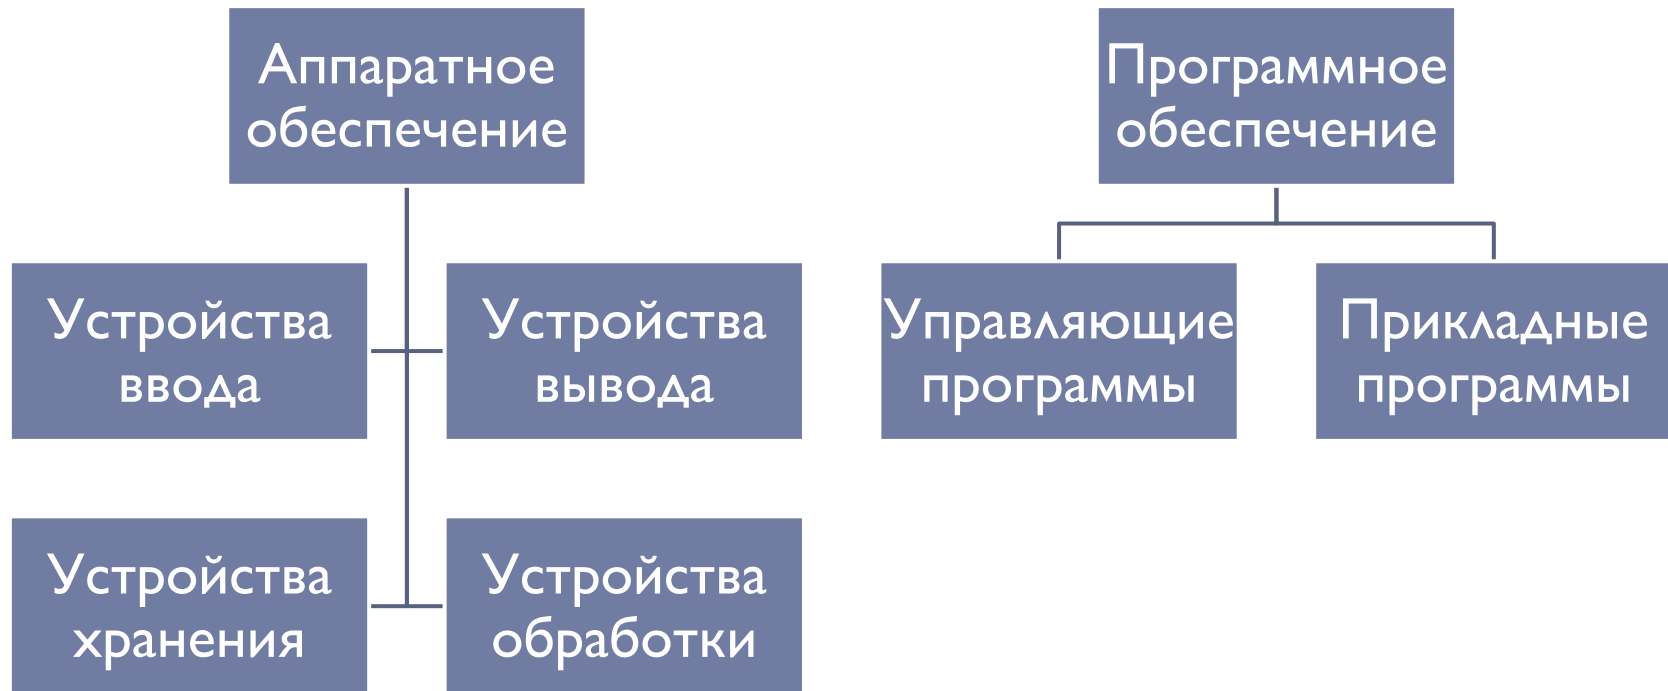 Аппаратное
обеспечение
Программное
обеспечение
Устройства
ввода
Устройства
вывода
Управляющие
программы
Прикладные
программы
Устройства
хранения
Устройства
обработки